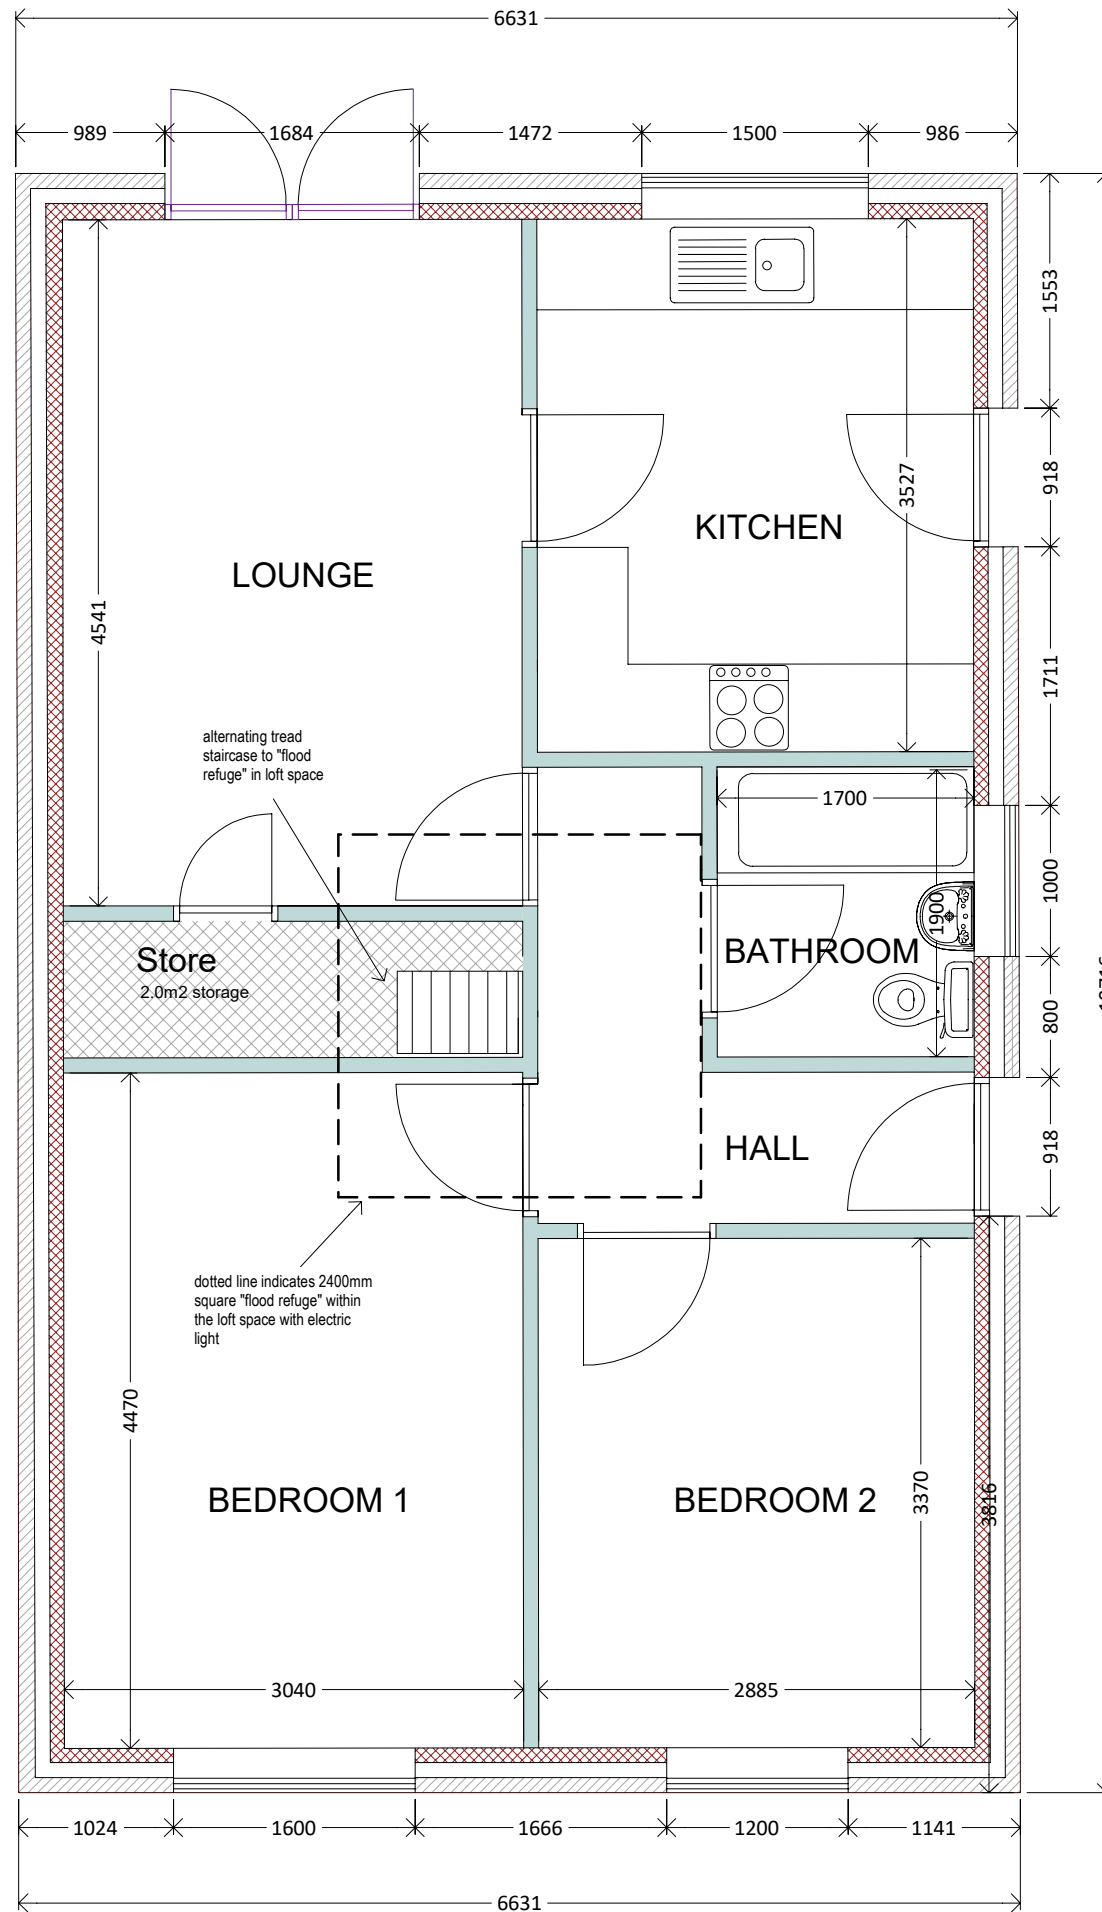 6631
989
1684
1472
1500
986
1553
918
3527
KITCHEN
LOUNGE
4541
1711
alternating tread
staircase to "flood
refuge" in loft space
1700
1000
1900
BATHROOM
Store
2.0m2 storage
800
HALL
918
dotted line indicates 2400mm
square "flood refuge" within
the loft space with electric
light
4470
BEDROOM 1
BEDROOM 2
3370
3816
3040
2885
1024
1600
1666
1200
1141
6631